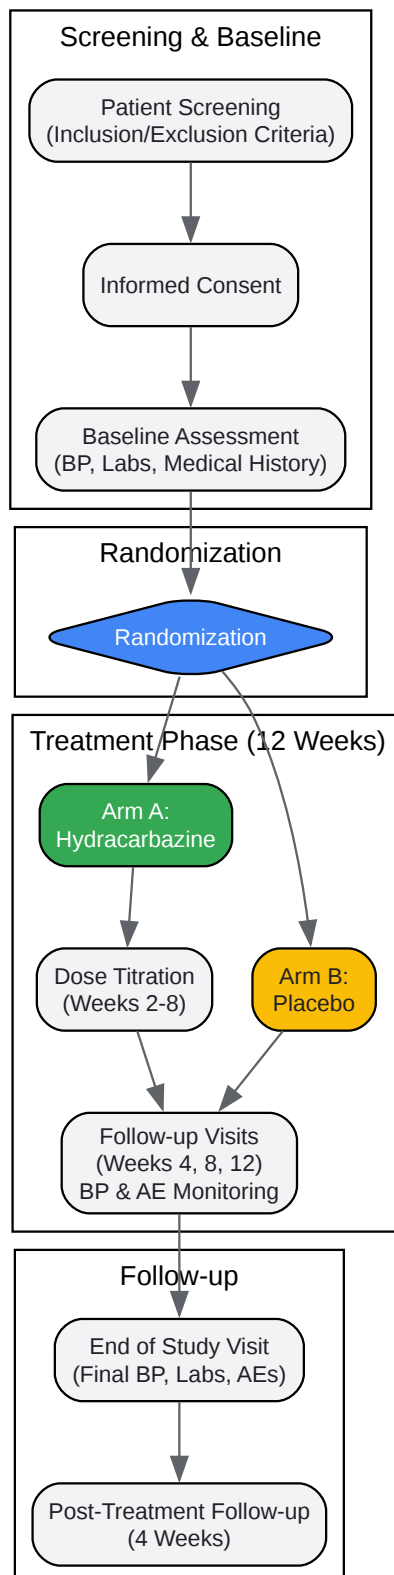 Screening & Baseline
Patient Screening
(Inclusion/Exclusion Criteria)
Informed Consent
Baseline Assessment
(BP, Labs, Medical History)
Randomization
Randomization
Treatment Phase (12 Weeks)
Arm A:
Hydracarbazine
Dose Titration
(Weeks 2-8)
Arm B:
Placebo
Follow-up Visits
(Weeks 4, 8, 12)
BP & AE Monitoring
Follow-up
End of Study Visit
(Final BP, Labs, AEs)
Post-Treatment Follow-up
(4 Weeks)